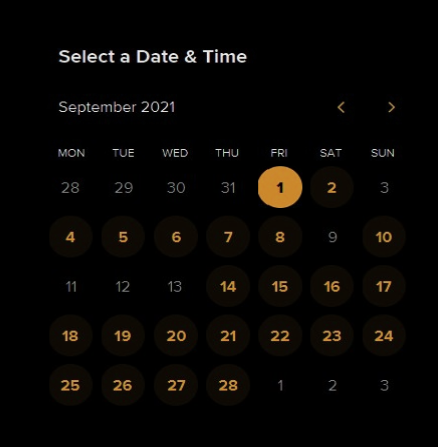 Select a Date & Time
September 2021
MON TUE WED THU FRI SAT SUN
28 29 30 31 1 2 3
4 5 6 7 8 9 10
11 12 13 14 15 16 17
18 19 20 21 22 23 24
25 26 27 28 1 2 3